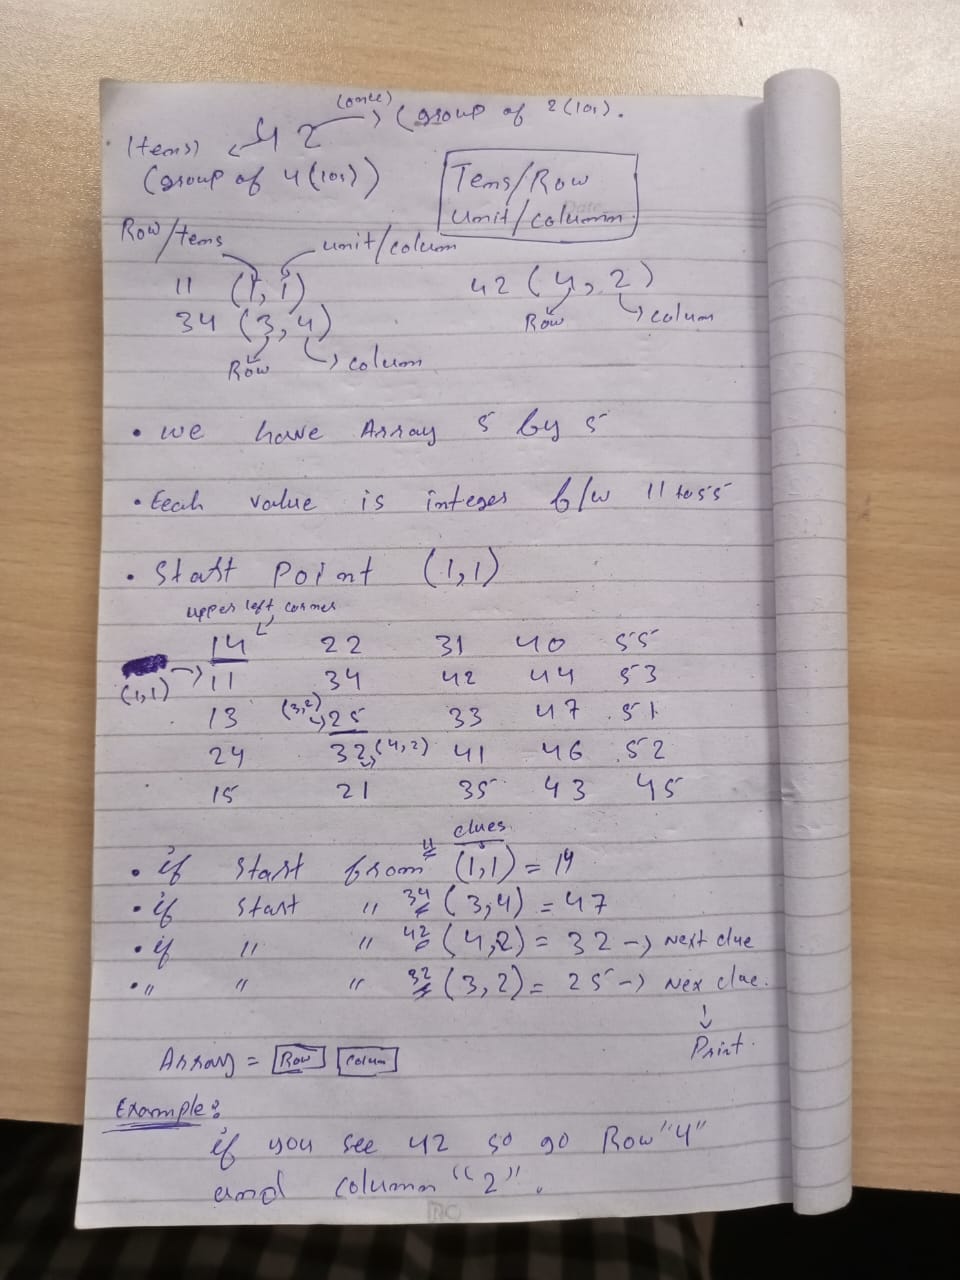 42 (ones) → (group of 2(10s).
(tens) ←
(group of 4(10s))
Tens/Row
Unit/column
Row/tens
unit/colum
11 (1,1)
42 (4,2)
34 (3,4)
Row → colum
Row → column
• we have Array 5 by 5
• Eeah value is integer b/w 11 to 55
• Start Point (1,1)
upper left corner
14 22 31 40 55
(1,1) → 11 34 42 44 53
13 (3,2) → 25 33 47 51
24 32 (4,2) 41 46 52
15 21 35 43 45
clues
• if start from 11 (1,1) = 14
• if start " 34 (3,4) = 47
• if " " 42 (4,2) = 32 → Next clue
• " " " 32 (3,2) = 25 → Nex clue.
↓
Print.
Array = Row Colum
Example:
if you see 42 so go Row "4"
and column "2".